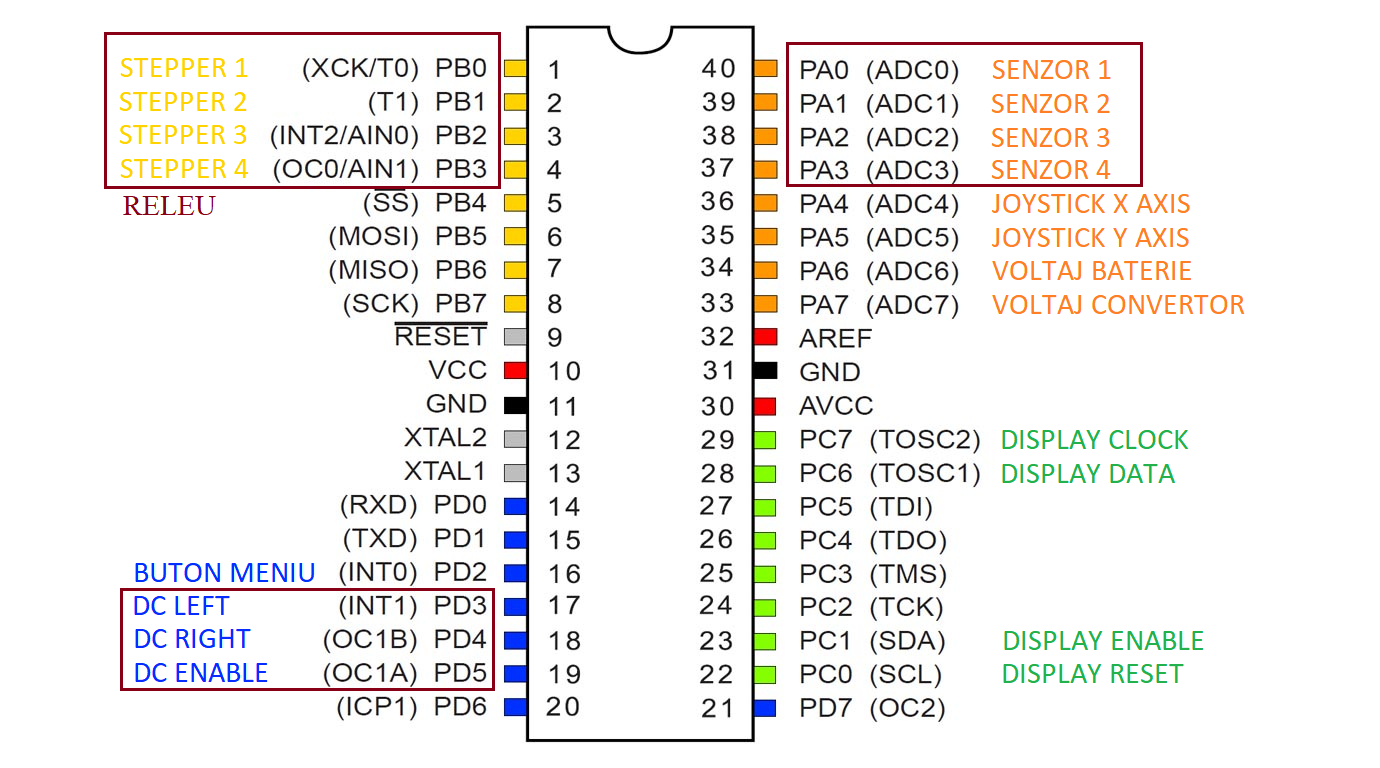 STEPPER 1 (XCK/T0) PB0 1 40 PA0 (ADC0) SENZOR 1
STEPPER 2 (T1) PB1 2 39 PA1 (ADC1) SENZOR 2
STEPPER 3 (INT2/AIN0) PB2 3 38 PA2 (ADC2) SENZOR 3
STEPPER 4 (OC0/AIN1) PB3 4 37 PA3 (ADC3) SENZOR 4
RELEU (SS) PB4 5 36 PA4 (ADC4) JOYSTICK X AXIS
(MOSI) PB5 6 35 PA5 (ADC5) JOYSTICK Y AXIS
(MISO) PB6 7 34 PA6 (ADC6) VOLTAJ BATERIE
(SCK) PB7 8 33 PA7 (ADC7) VOLTAJ CONVERTOR
RESET 9 32 AREF
VCC 10 31 GND
GND 11 30 AVCC
XTAL2 12 29 PC7 (TOSC2) DISPLAY CLOCK
XTAL1 13 28 PC6 (TOSC1) DISPLAY DATA
(RXD) PD0 14 27 PC5 (TDI)
(TXD) PD1 15 26 PC4 (TDO)
BUTON MENIU (INT0) PD2 16 25 PC3 (TMS)
DC LEFT (INT1) PD3 17 24 PC2 (TCK)
DC RIGHT (OC1B) PD4 18 23 PC1 (SDA) DISPLAY ENABLE
DC ENABLE (OC1A) PD5 19 22 PC0 (SCL) DISPLAY RESET
(ICP1) PD6 20 21 PD7 (OC2)